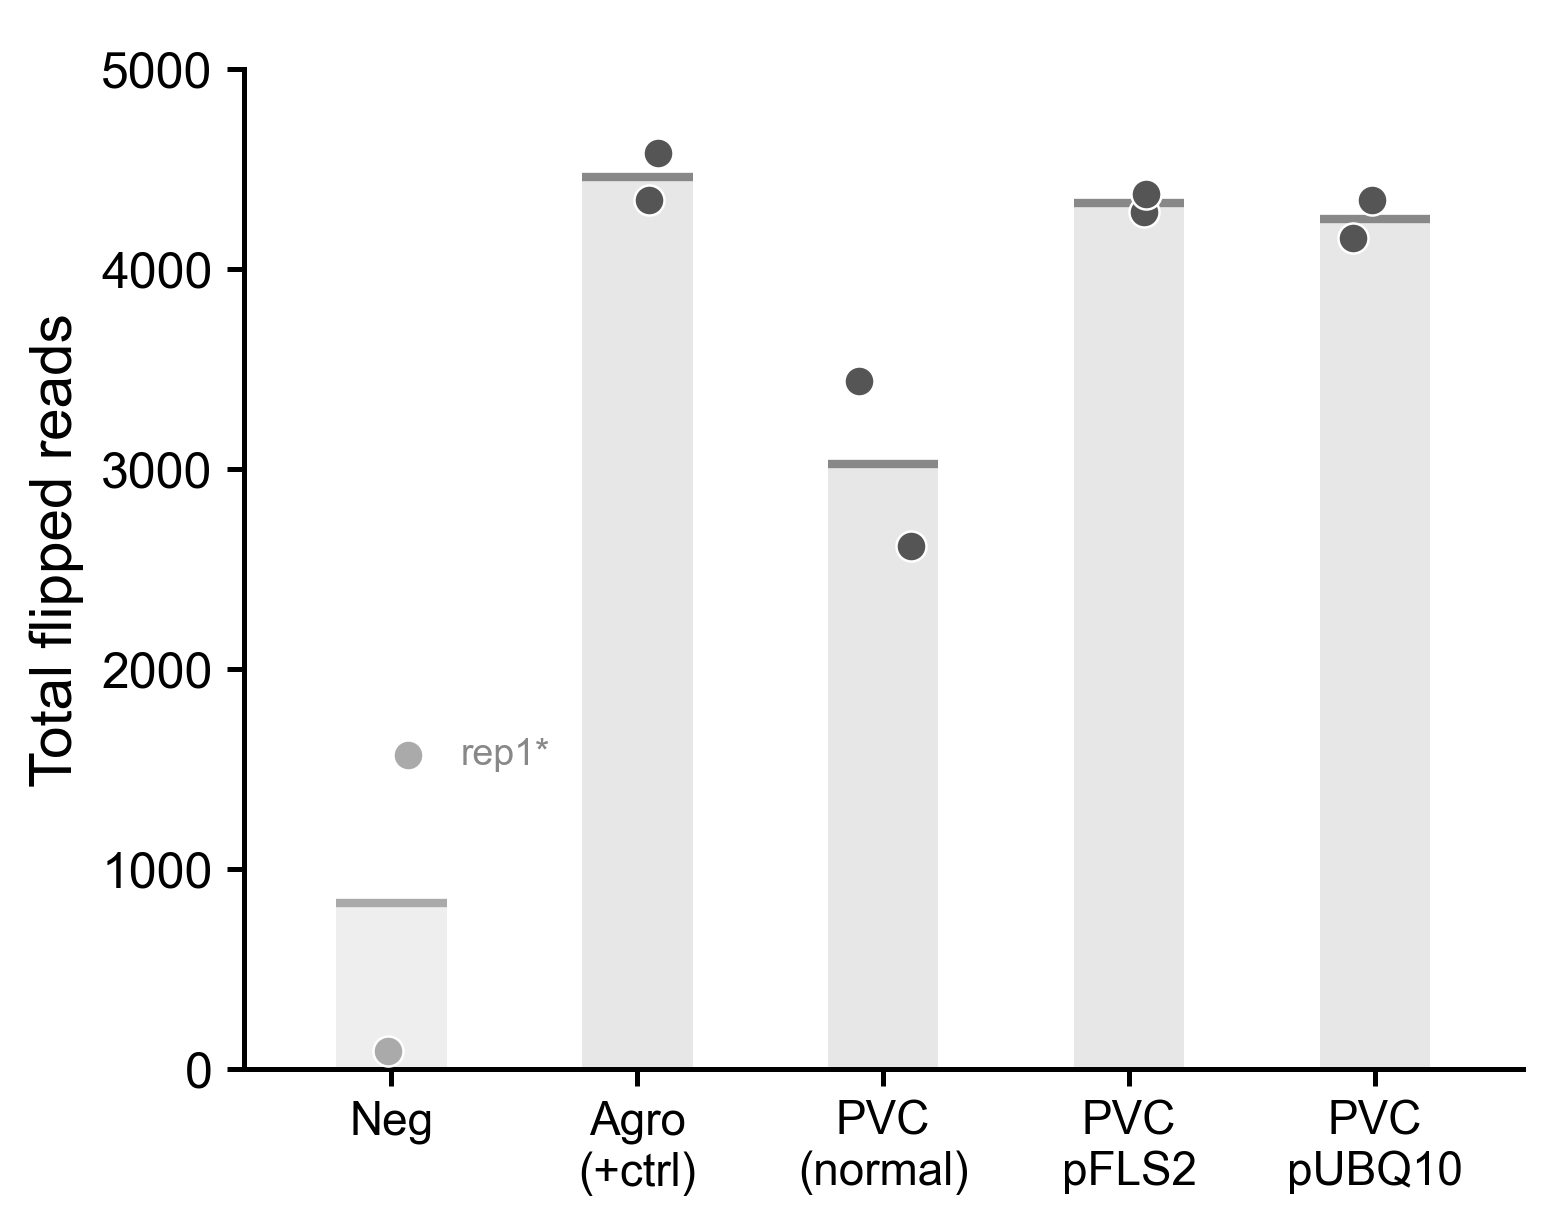 Total flipped reads
5000
4000
3000
2000
1000
0
rep1*
Neg
Agro
(+ctrl)
PVC
(normal)
PVC
pFLS2
PVC
pUBQ10